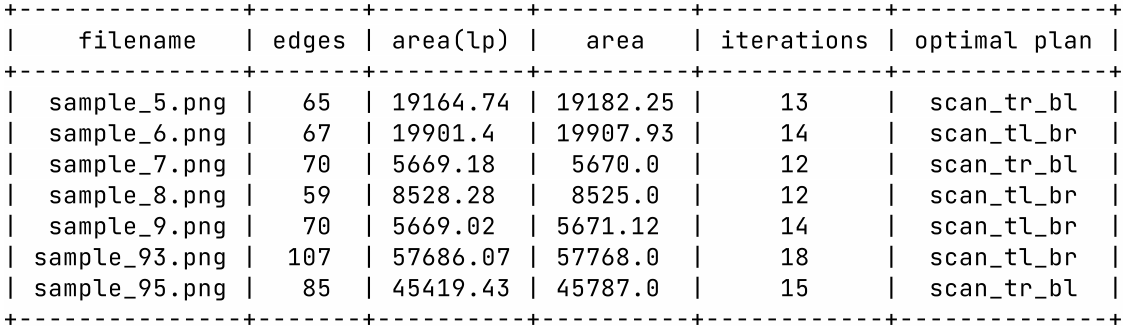 +---------------+-------+-----------+----------+------------+--------------+
|    filename   | edges |  area(lp) |   area   | iterations | optimal plan |
+---------------+-------+-----------+----------+------------+--------------+
|  sample_5.png |   65  |  19164.74 | 19182.25 |     13     |  scan_tr_bl  |
|  sample_6.png |   67  |  19901.4  | 19907.93 |     14     |  scan_tl_br  |
|  sample_7.png |   70  |  5669.18  |  5670.0  |     12     |  scan_tr_bl  |
|  sample_8.png |   59  |  8528.28  |  8525.0  |     12     |  scan_tl_br  |
|  sample_9.png |   70  |  5669.02  | 5671.12  |     14     |  scan_tl_br  |
| sample_93.png |  107  |  57686.07 | 57768.0  |     18     |  scan_tl_br  |
| sample_95.png |   85  |  45419.43 | 45787.0  |     15     |  scan_tr_bl  |
+---------------+-------+-----------+----------+------------+--------------+